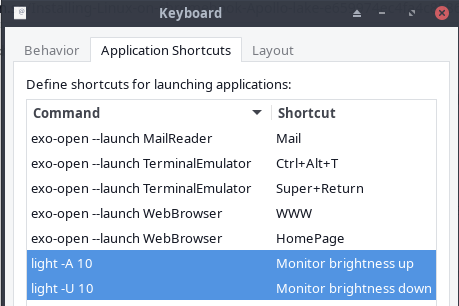 Keyboard
Behavior Application Shortcuts Layout
Define shortcuts for launching applications:
Command Shortcut
exo-open --launch MailReader Mail
exo-open --launch TerminalEmulator Ctrl+Alt+T
exo-open --launch TerminalEmulator Super+Return
exo-open --launch WebBrowser WWW
exo-open --launch WebBrowser HomePage
light -A 10 Monitor brightness up
light -U 10 Monitor brightness down